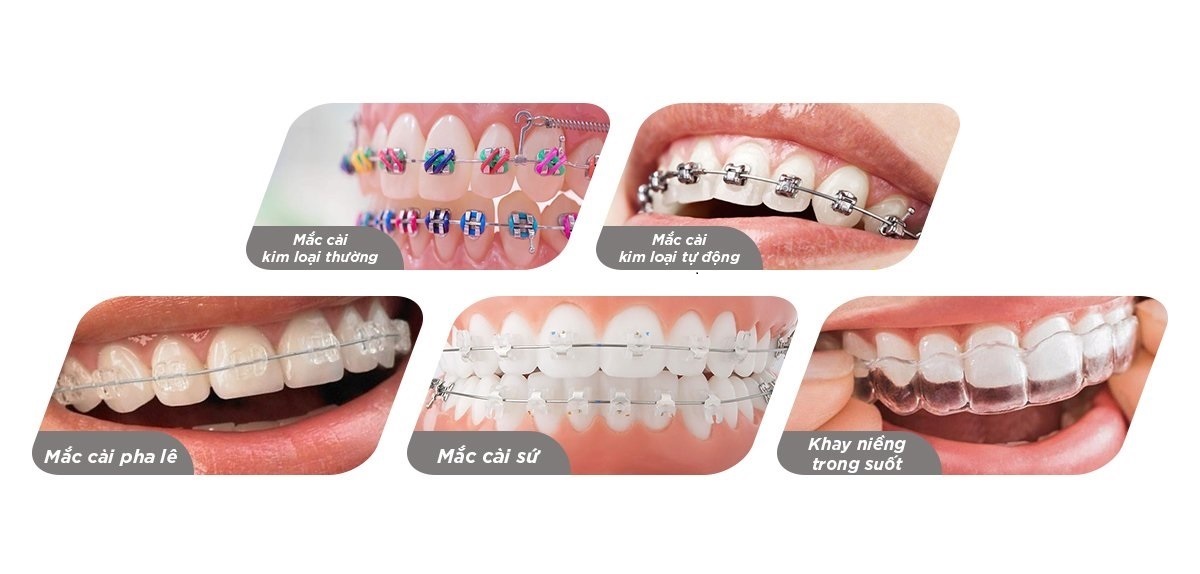 Mắc cài
kim loại thường
Mắc cài
kim loại tự động
Mắc cài pha lê
Mắc cài sứ
Khay niềng
trong suốt